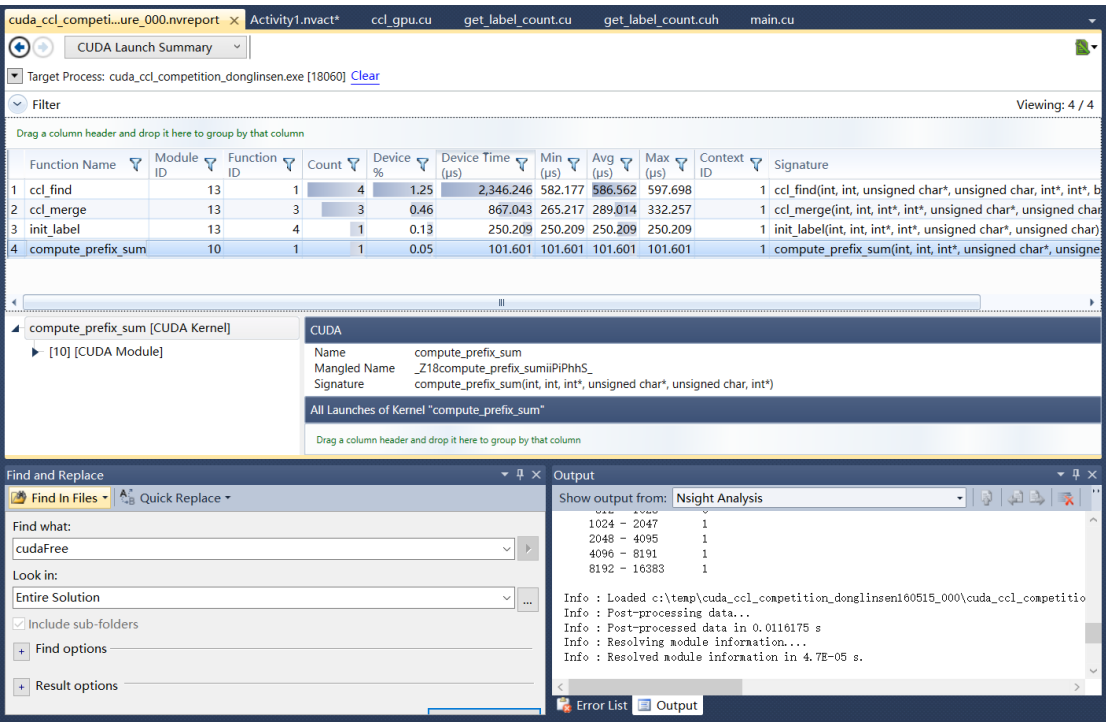 cuda_ccl_competi...ure_000.nvreport × Activity1.nvact* ccl_gpu.cu get_label_count.cu get_label_count.cuh main.cu
CUDA Launch Summary
Target Process: cuda_ccl_competition_donglinsen.exe [18060] Clear
Filter Viewing: 4 / 4
Drag a column header and drop it here to group by that column
Function Name Module ID Function ID Count Device % Device Time (µs) Min (µs) Avg (µs) Max (µs) Context ID Signature
1 ccl_find 13 1 4 1.25 2,346.246 582.177 586.562 597.698 1 ccl_find(int, int, unsigned char*, unsigned char, int*, int*, b
2 ccl_merge 13 3 3 0.46 867.043 265.217 289.014 332.257 1 ccl_merge(int, int, int*, int*, unsigned char*, unsigned char
3 init_label 13 4 1 0.13 250.209 250.209 250.209 250.209 1 init_label(int, int, int*, int*, unsigned char*, unsigned char)
4 compute_prefix_sum 10 1 1 0.05 101.601 101.601 101.601 101.601 1 compute_prefix_sum(int, int, int*, unsigned char*, unsigne
compute_prefix_sum [CUDA Kernel]
[10] [CUDA Module]
CUDA
Name compute_prefix_sum
Mangled Name _Z18compute_prefix_sumiiPiPhhS_
Signature compute_prefix_sum(int, int, int*, unsigned char*, unsigned char, int*)
All Launches of Kernel "compute_prefix_sum"
Drag a column header and drop it here to group by that column
Find and Replace
Find In Files Quick Replace
Find what:
cudaFree
Look in:
Entire Solution
...
Include sub-folders
+ Find options
+ Result options
Output
Show output from: Nsight Analysis
1024 - 2047 1
2048 - 4095 1
4096 - 8191 1
8192 - 16383 1
Info : Loaded c:\temp\cuda_ccl_competition_donglinsen160515_000\cuda_ccl_competitio
Info : Post-processing data...
Info : Post-processed data in 0.0116175 s
Info : Resolving module information....
Info : Resolved module information in 4.7E-05 s.
Error List Output